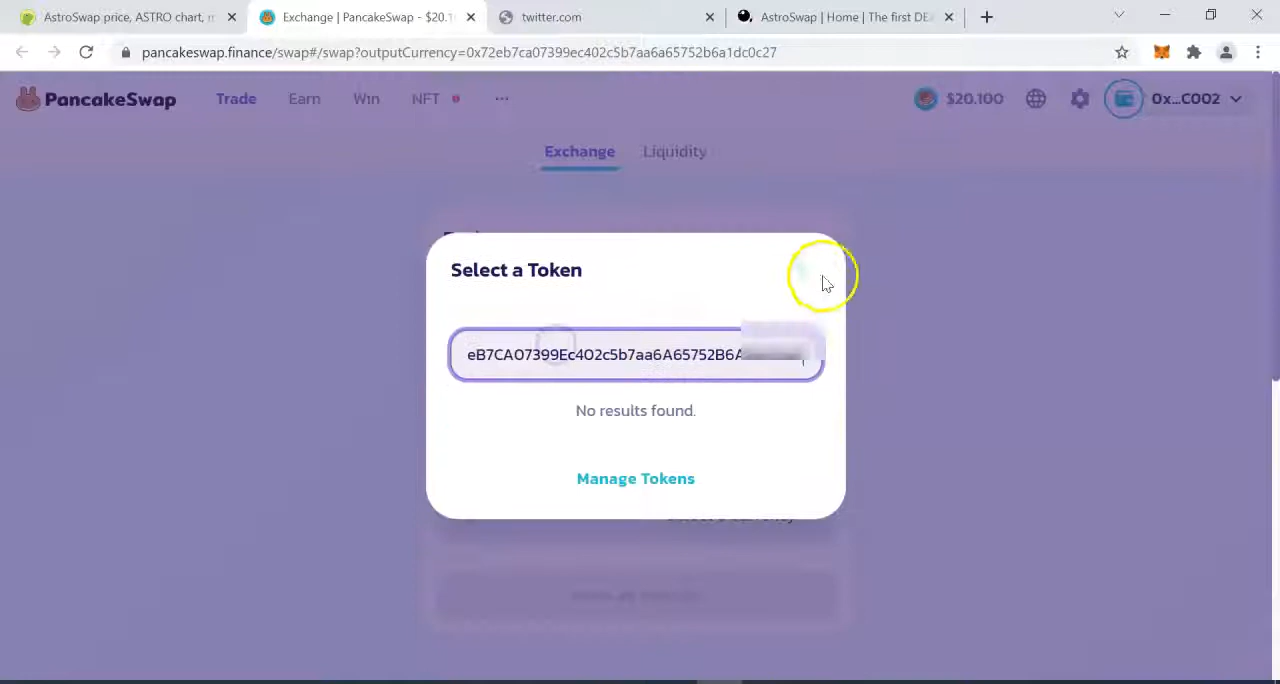 AstroSwap price, ASTRO chart, m
Exchange | PancakeSwap - $20.1
twitter.com
AstroSwap | Home | The first DEX
pancakeswap.finance/swap#/swap?outputCurrency=0x72eb7ca07399ec402c5b7aa6a65752b6a1dc0c27
PancakeSwap
Trade
Earn
Win
NFT
$20.100
0x...C002
Exchange
Liquidity
Select a Token
eB7CA07399Ec402c5b7aa6A65752B6A
No results found.
Manage Tokens